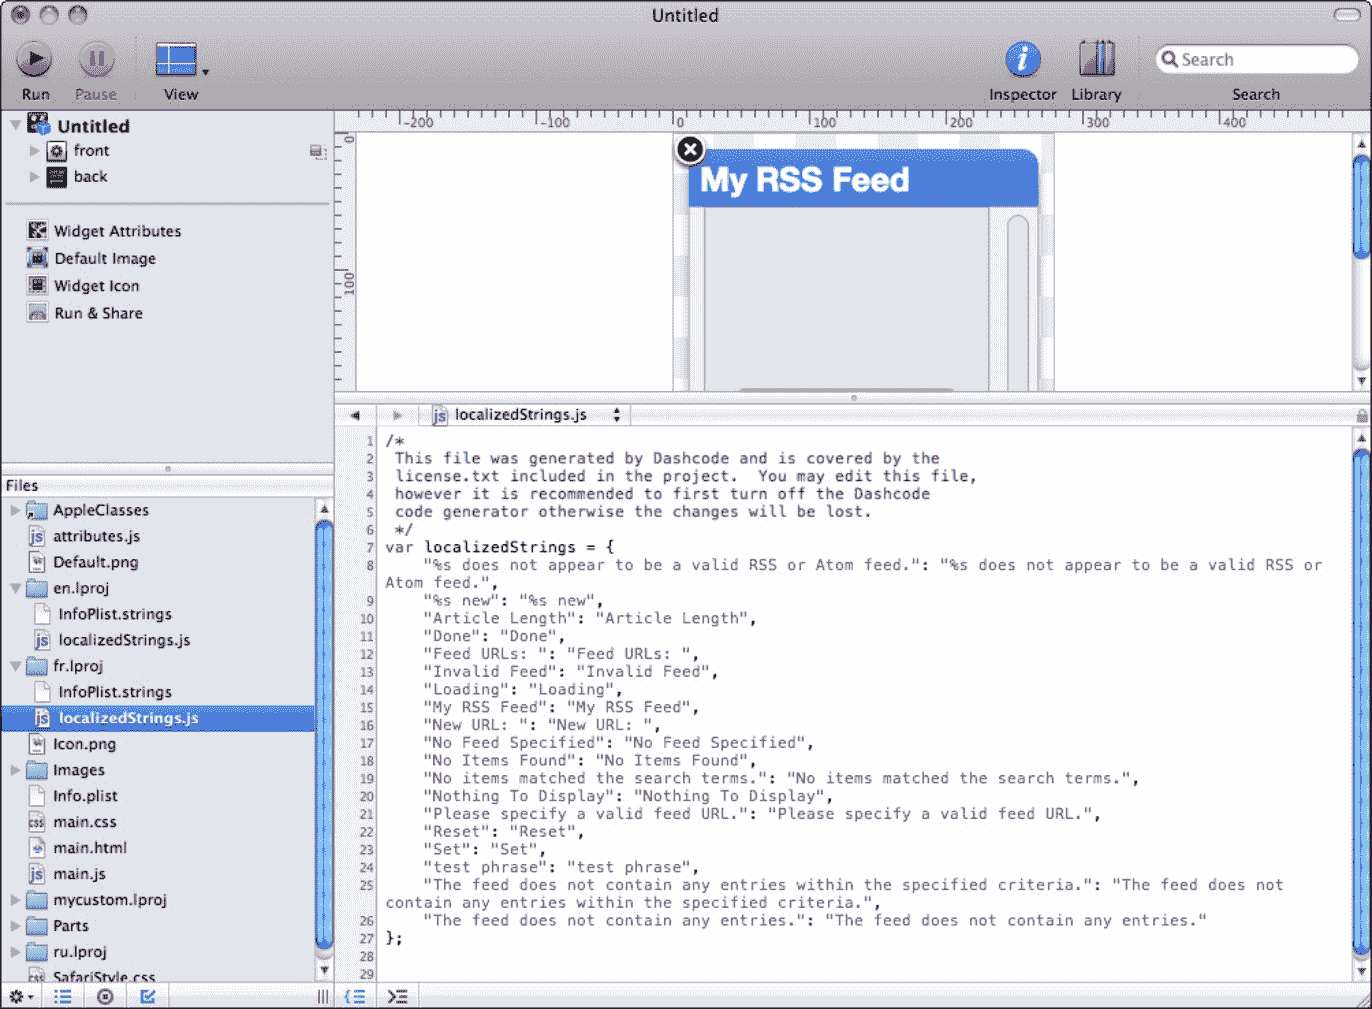 Untitled
Run
Pause
View
Inspector
Library
Search
Search
Untitled
front
back
Widget Attributes
Default Image
Widget Icon
Run & Share
-200 -100 0 100 200 300 400
0
100
My RSS Feed
Files
AppleClasses
attributes.js
Default.png
en.lproj
InfoPlist.strings
localizedStrings.js
fr.lproj
InfoPlist.strings
localizedStrings.js
Icon.png
Images
Info.plist
main.css
main.html
main.js
mycustom.lproj
Parts
ru.lproj
SafariStyle.css
localizedStrings.js
1 /*
2 This file was generated by Dashcode and is covered by the
3 license.txt included in the project.  You may edit this file,
4 however it is recommended to first turn off the Dashcode
5 code generator otherwise the changes will be lost.
6 */
7 var localizedStrings = {
8 "%s does not appear to be a valid RSS or Atom feed.": "%s does not appear to be a valid RSS or
Atom feed.",
9 "%s new": "%s new",
10 "Article Length": "Article Length",
11 "Done": "Done",
12 "Feed URLs: ": "Feed URLs: ",
13 "Invalid Feed": "Invalid Feed",
14 "Loading": "Loading",
15 "My RSS Feed": "My RSS Feed",
16 "New URL: ": "New URL: ",
17 "No Feed Specified": "No Feed Specified",
18 "No Items Found": "No Items Found",
19 "No items matched the search terms.": "No items matched the search terms.",
20 "Nothing To Display": "Nothing To Display",
21 "Please specify a valid feed URL.": "Please specify a valid feed URL.",
22 "Reset": "Reset",
23 "Set": "Set",
24 "test phrase": "test phrase",
25 "The feed does not contain any entries within the specified criteria.": "The feed does not
contain any entries within the specified criteria.",
26 "The feed does not contain any entries.": "The feed does not contain any entries."
27 };
28
29